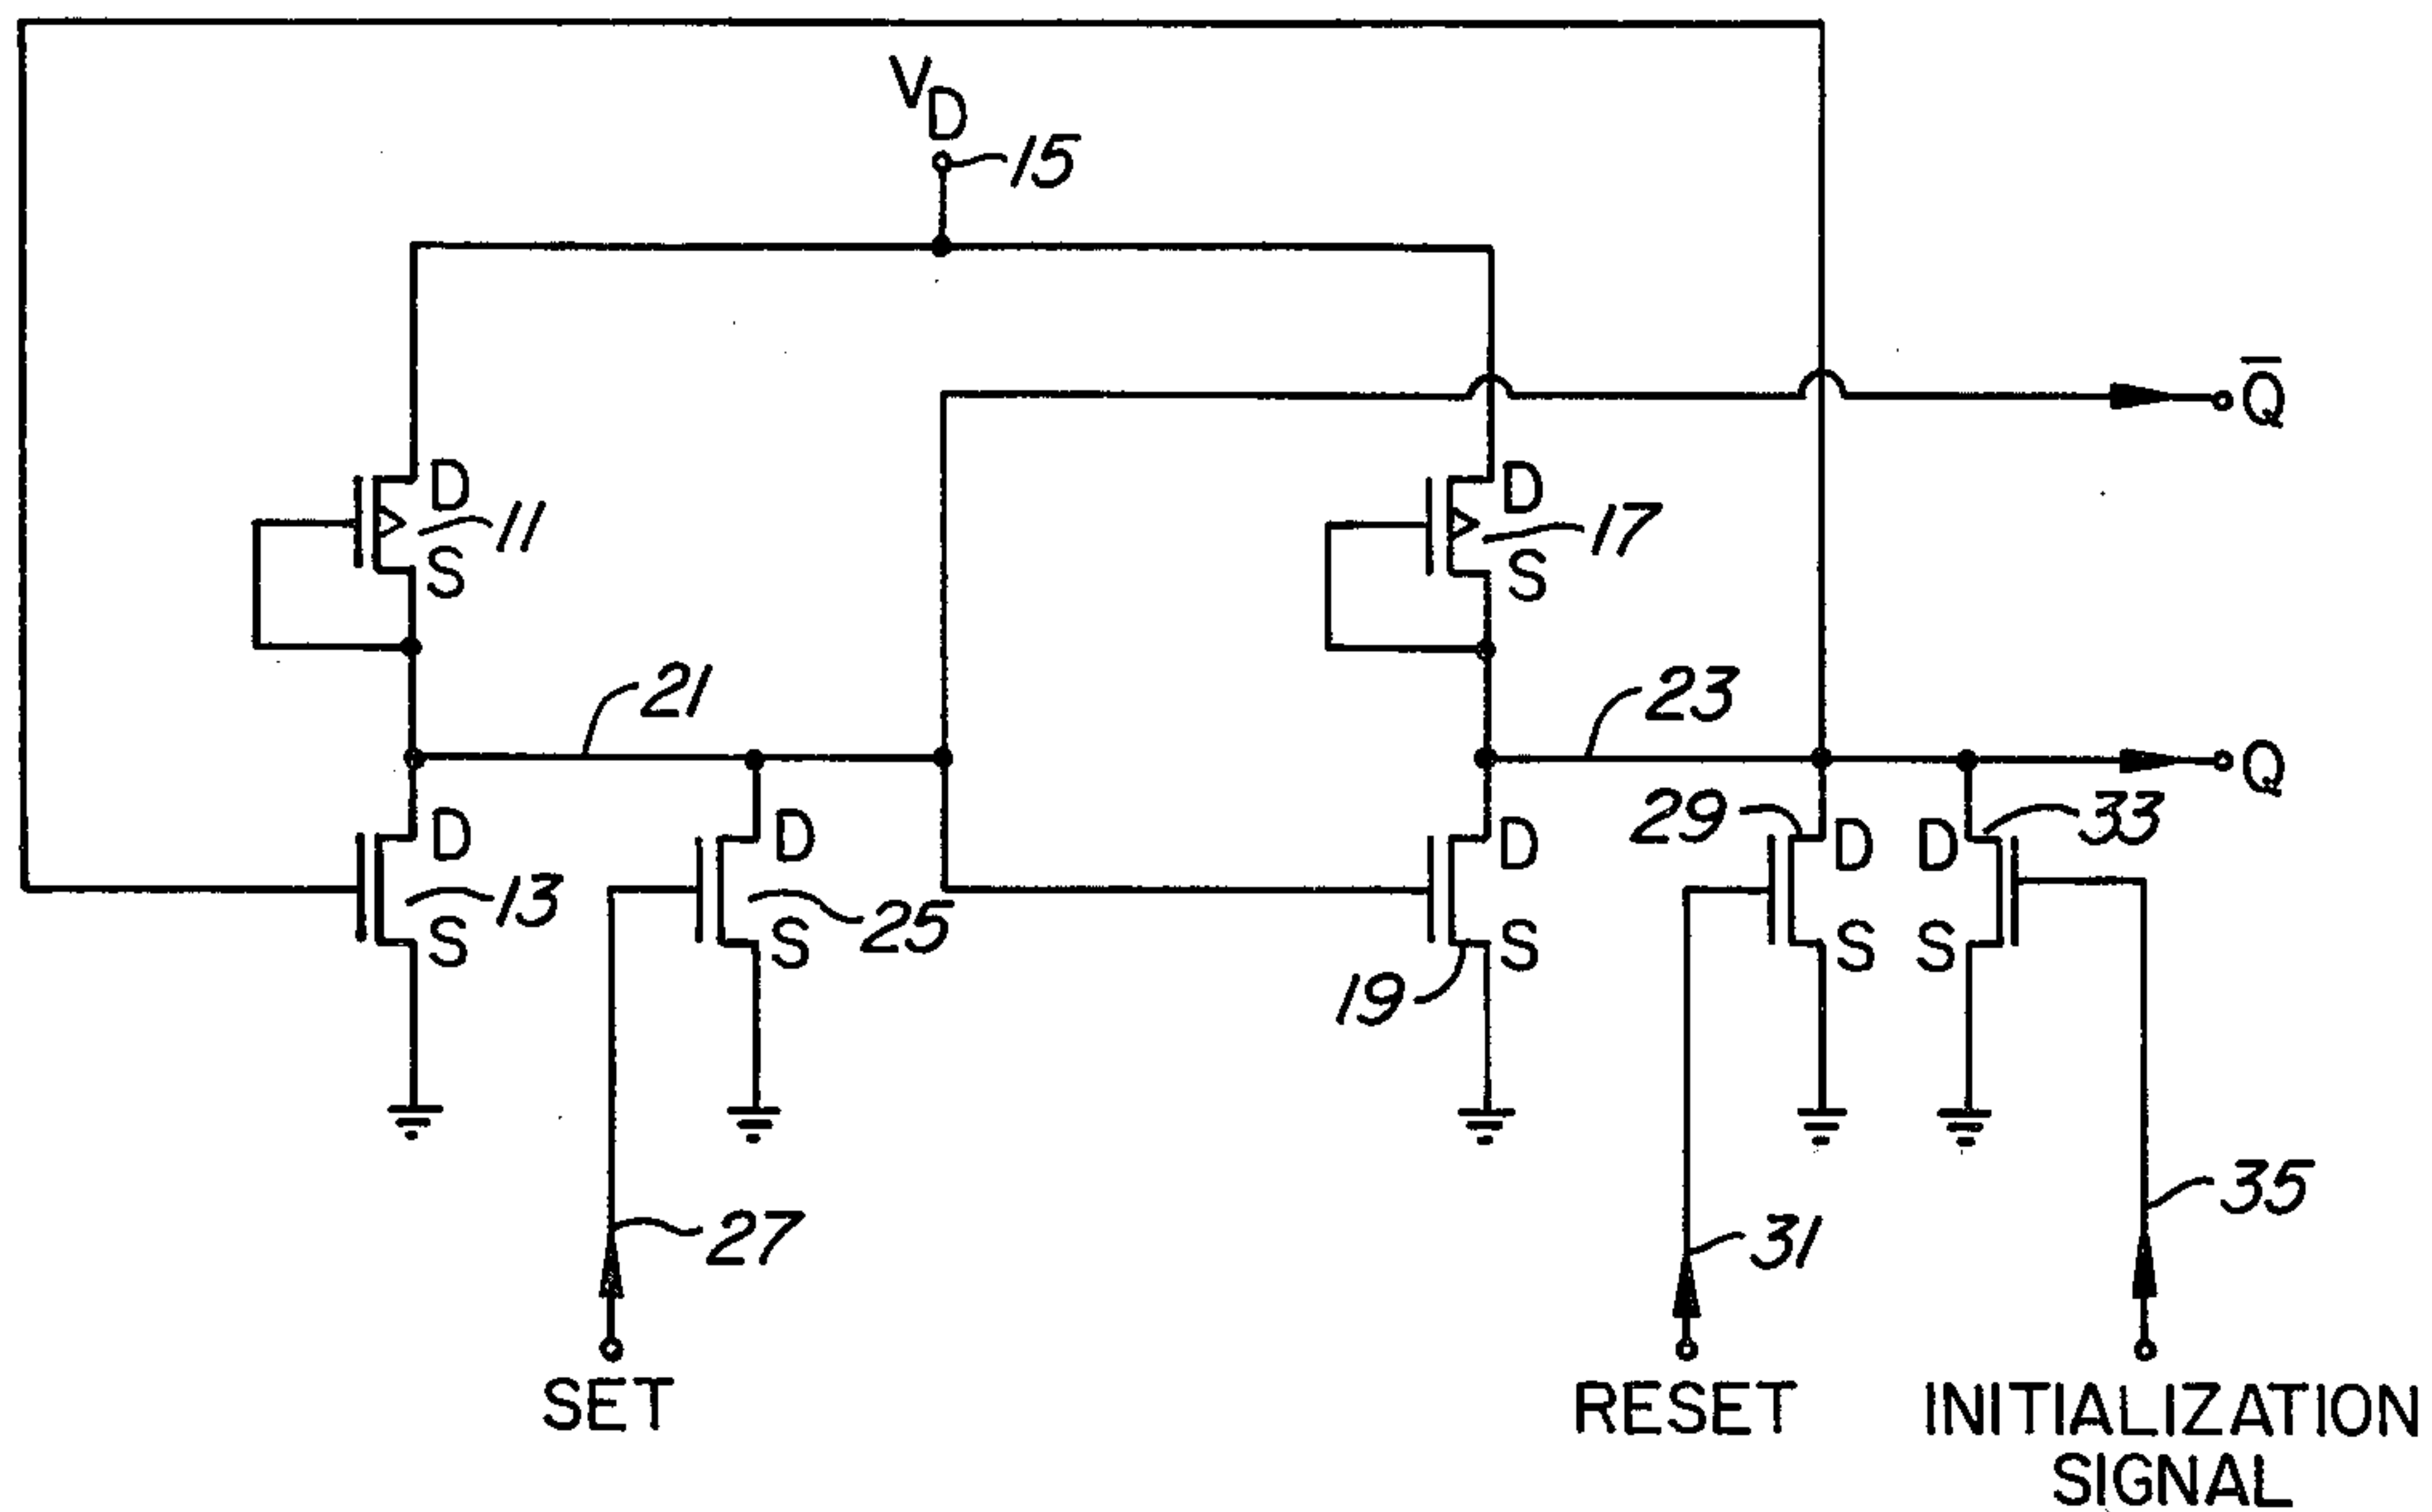 VD
15
Q̅
D
11
S
D
17
S
21
23
Q
D
13
S
D
25
S
D
19
S
29
D
S
D
33
S
27
31
35
SET
RESET
INITIALIZATION
SIGNAL